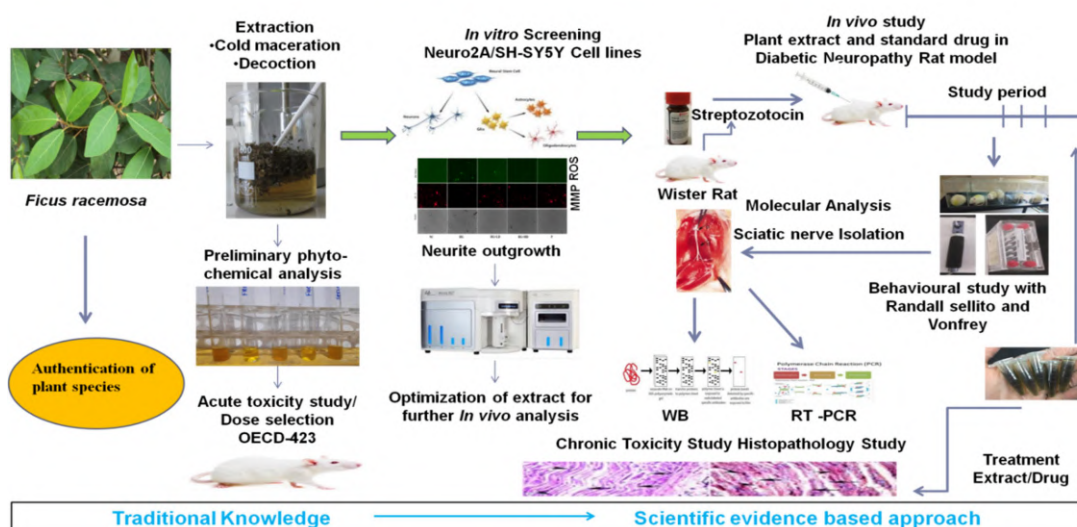 Extraction
•Cold maceration
•Decoction
In vitro Screening
Neuro2A/SH-SY5Y Cell lines
In vivo study
Plant extract and standard drug in
Diabetic Neuropathy Rat model
Streptozotocin
Study period
Ficus racemosa
MMP ROS
Neurite outgrowth
Wister Rat
Molecular Analysis
Sciatic nerve Isolation
Preliminary phyto-
chemical analysis
Behavioural study with
Randall sellito and
Vonfrey
Authentication of
plant species
Acute toxicity study/
Dose selection
OECD-423
Optimization of extract for
further In vivo analysis
Polymerase Chain Reaction (PCR)
WB
RT -PCR
Chronic Toxicity Study Histopathology Study
Treatment
Extract/Drug
Traditional Knowledge
Scientific evidence based approach